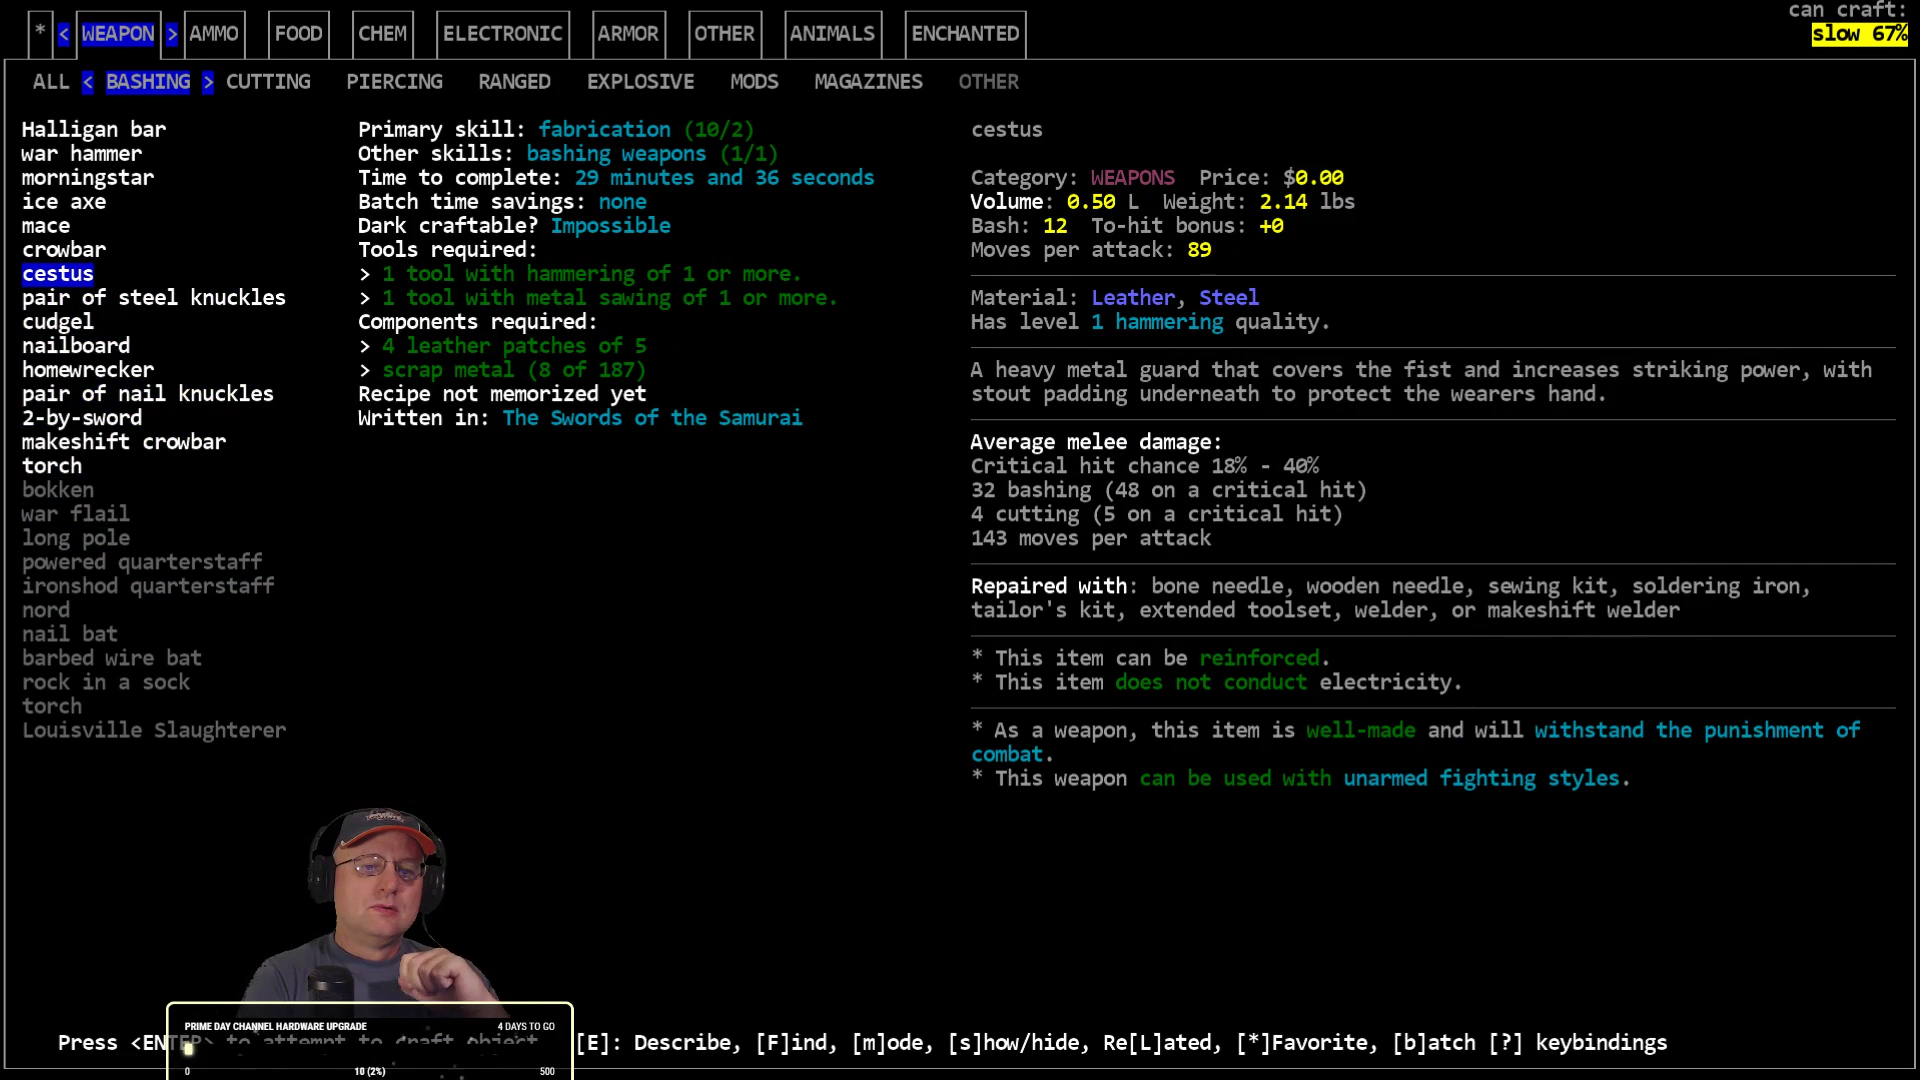 can craft:
* < WEAPON > AMMO FOOD CHEM ELECTRONIC ARMOR OTHER ANIMALS ENCHANTED slow 67%
ALL < BASHING > CUTTING PIERCING RANGED EXPLOSIVE MODS MAGAZINES OTHER
Halligan bar
war hammer
morningstar
ice axe
mace
crowbar
cestus
pair of steel knuckles
cudgel
nailboard
homewrecker
pair of nail knuckles
2-by-sword
makeshift crowbar
torch
bokken
war flail
long pole
powered quarterstaff
ironshod quarterstaff
nord
nail bat
barbed wire bat
rock in a sock
torch
Louisville Slaughterer
Primary skill: fabrication (10/2)
Other skills: bashing weapons (1/1)
Time to complete: 29 minutes and 36 seconds
Batch time savings: none
Dark craftable? Impossible
Tools required:
> 1 tool with hammering of 1 or more.
> 1 tool with metal sawing of 1 or more.
Components required:
> 4 leather patches of 5
> scrap metal (8 of 187)
Recipe not memorized yet
Written in: The Swords of the Samurai
cestus
Category: WEAPONS Price: $0.00
Volume: 0.50 L Weight: 2.14 lbs
Bash: 12 To-hit bonus: +0
Moves per attack: 89
Material: Leather, Steel
Has level 1 hammering quality.
A heavy metal guard that covers the fist and increases striking power, with
stout padding underneath to protect the wearers hand.
Average melee damage:
Critical hit chance 18% - 40%
32 bashing (48 on a critical hit)
4 cutting (5 on a critical hit)
143 moves per attack
Repaired with: bone needle, wooden needle, sewing kit, soldering iron,
tailor's kit, extended toolset, welder, or makeshift welder
* This item can be reinforced.
* This item does not conduct electricity.
* As a weapon, this item is well-made and will withstand the punishment of
combat.
* This weapon can be used with unarmed fighting styles.
PRIME DAY CHANNEL HARDWARE UPGRADE 4 DAYS TO GO
Press <ENTER> to attempt to craft object [E]: Describe, [F]ind, [m]ode, [s]how/hide, Re[L]ated, [*]Favorite, [b]atch [?] keybindings
0 10 (2%) 500